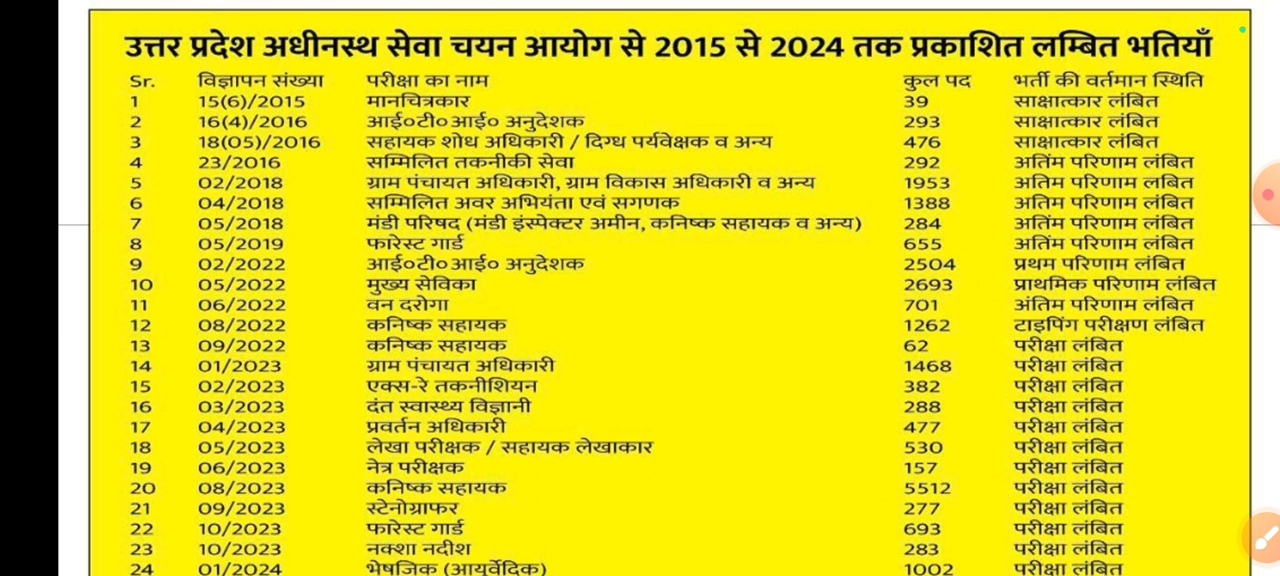 उत्तर प्रदेश अधीनस्थ सेवा चयन आयोग से 2015 से 2024 तक प्रकाशित लम्बित भर्तियाँ
Sr. विज्ञापन संख्या परीक्षा का नाम कुल पद भर्ती की वर्तमान स्थिति
1 15(6)/2015 मानचित्रकार 39 साक्षात्कार लंबित
2 16(4)/2016 आई०टी०आई० अनुदेशक 293 साक्षात्कार लंबित
3 18(05)/2016 सहायक शोध अधिकारी / दिग्ध पर्यवेक्षक व अन्य 476 साक्षात्कार लंबित
4 23/2016 सम्मिलित तकनीकी सेवा 292 अतिंम परिणाम लंबित
5 02/2018 ग्राम पंचायत अधिकारी, ग्राम विकास अधिकारी व अन्य 1953 अतिम परिणाम लबित
6 04/2018 सम्मिलित अवर अभियंता एवं सगणक 1388 अतिम परिणाम लंबित
7 05/2018 मंडी परिषद (मंडी इंस्पेक्टर अमीन, कनिष्क सहायक व अन्य) 284 अतिंम परिणाम लंबित
8 05/2019 फारेस्ट गार्ड 655 अतिंम परिणाम लंबित
9 02/2022 आई०टी०आई० अनुदेशक 2504 प्रथम परिणाम लंबित
10 05/2022 मुख्य सेविका 2693 प्राथमिक परिणाम लंबित
11 06/2022 वन दरोगा 701 अंतिम परिणाम लंबित
12 08/2022 कनिष्क सहायक 1262 टाइपिंग परीक्षण लंबित
13 09/2022 कनिष्क सहायक 62 परीक्षा लंबित
14 01/2023 ग्राम पंचायत अधिकारी 1468 परीक्षा लंबित
15 02/2023 एक्स-रे तकनीशियन 382 परीक्षा लंबित
16 03/2023 दंत स्वास्थ्य विज्ञानी 288 परीक्षा लंबित
17 04/2023 प्रवर्तन अधिकारी 477 परीक्षा लंबित
18 05/2023 लेखा परीक्षक / सहायक लेखाकार 530 परीक्षा लंबित
19 06/2023 नेत्र परीक्षक 157 परीक्षा लंबित
20 08/2023 कनिष्क सहायक 5512 परीक्षा लंबित
21 09/2023 स्टेनोग्राफर 277 परीक्षा लंबित
22 10/2023 फारेस्ट गार्ड 693 परीक्षा लंबित
23 10/2023 नक्शा नदीश 283 परीक्षा लंबित
24 01/2024 भेषजिक (आयुर्वेदिक) 1002 परीक्षा लंबित